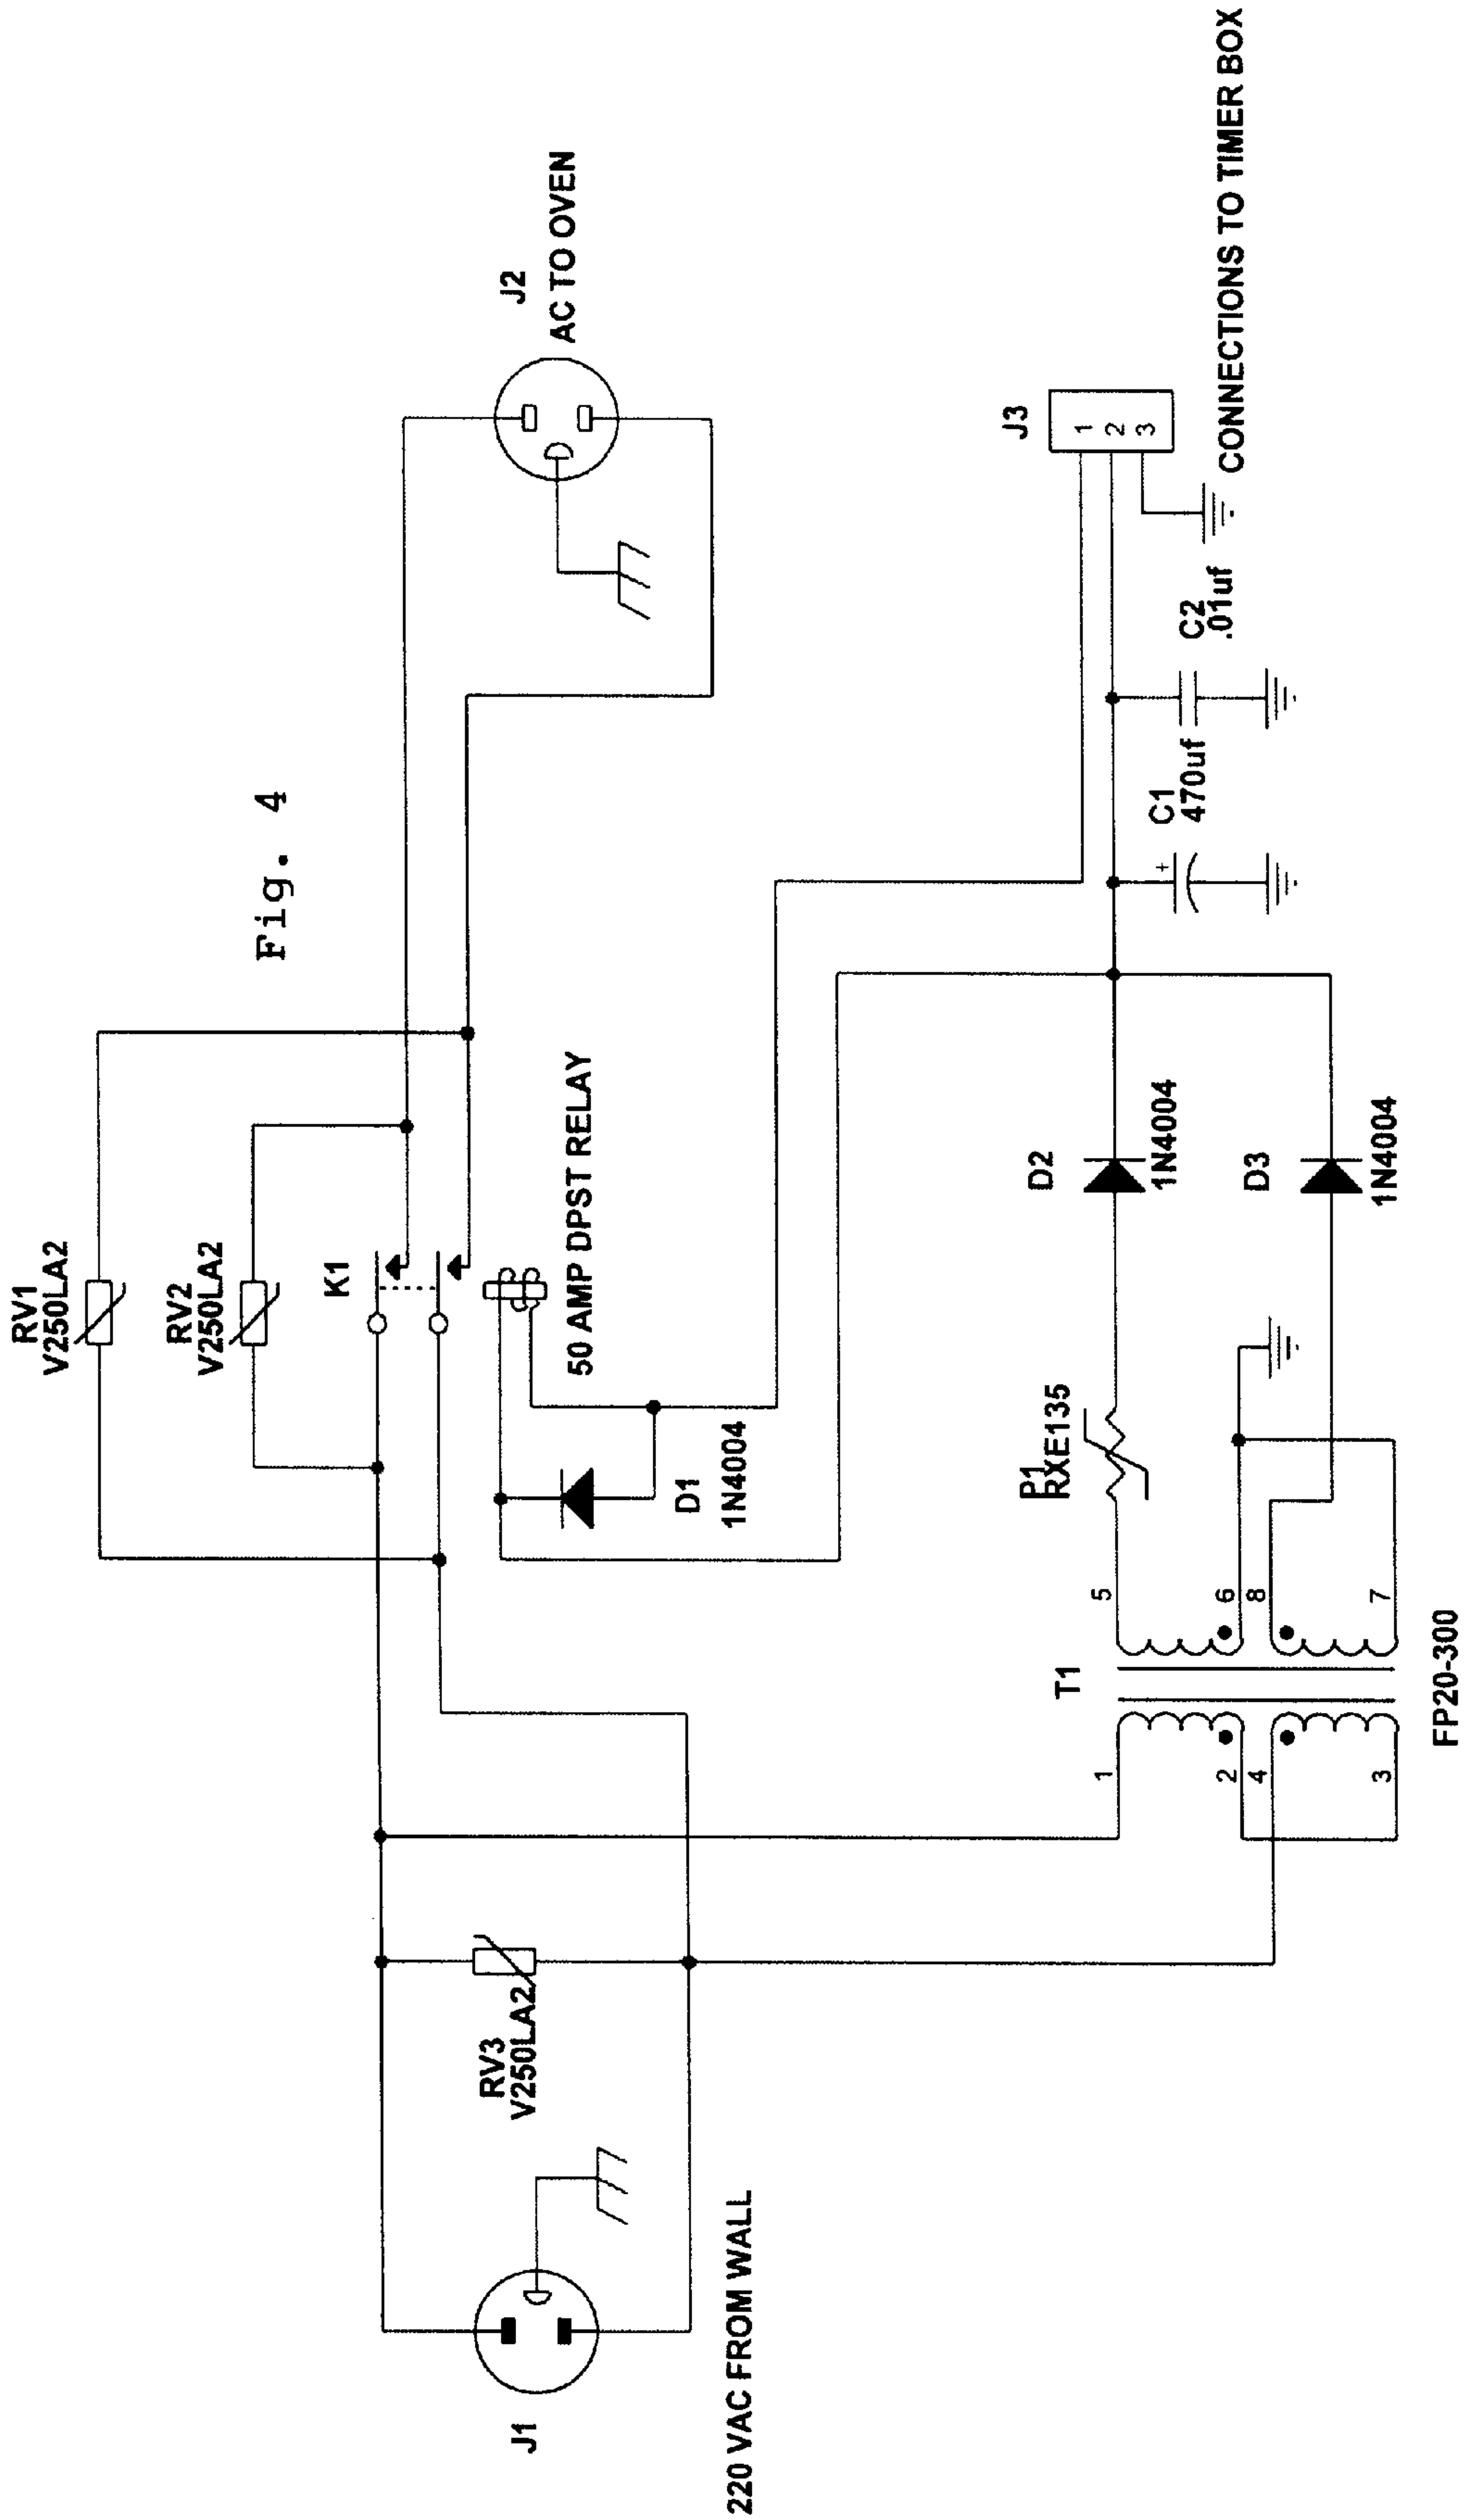 Fig. 4
RV1
V250LA2
RV2
V250LA2
K1
50 AMP DPST RELAY
J2
AC TO OVEN
D1
1N4004
RV3
V250LA2
J1
220 VAC FROM WALL
T1
1
2
4
3
5
6
8
7
FP20-300
P1
RXE135
D2
1N4004
D3
1N4004
C1
470uf
+
C2
.01uf
J3
1
2
3
CONNECTIONS TO TIMER BOX